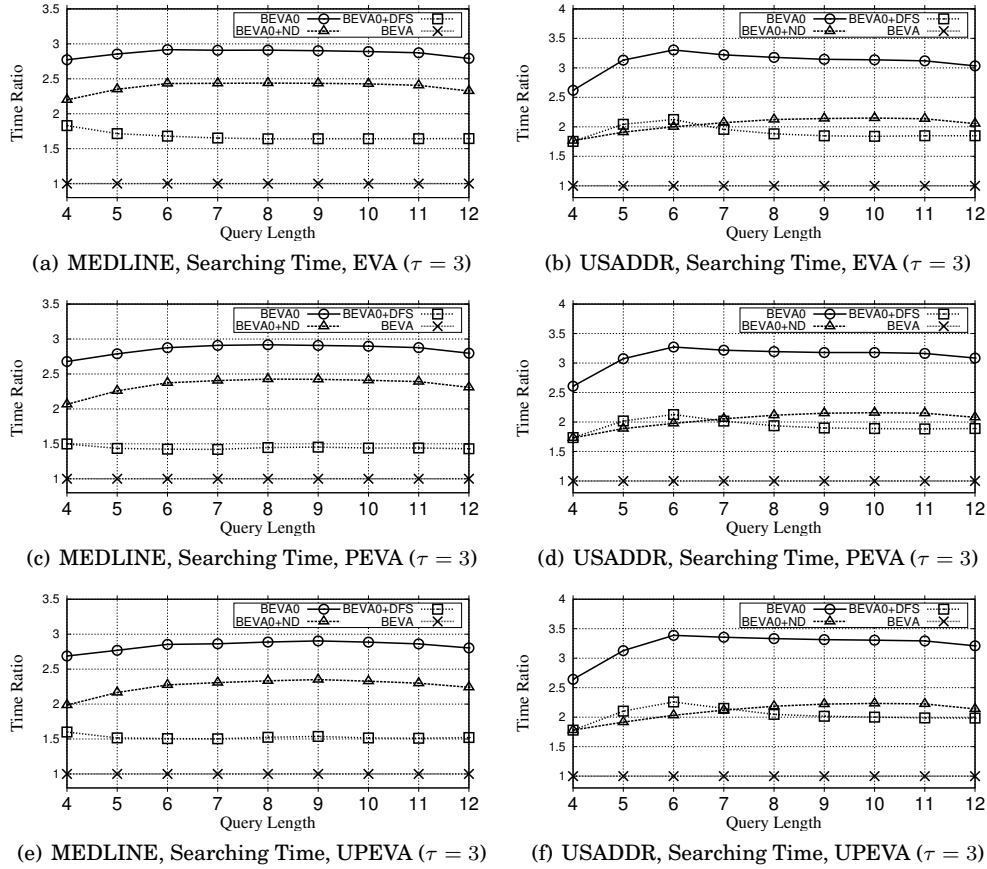 3.5
3
2.5
2
1.5
1
Time Ratio
BEVA0
BEVA0+DFS
BEVA0+ND
BEVA
4 5 6 7 8 9 10 11 12
Query Length
(a) MEDLINE, Searching Time, EVA (τ = 3)
4
3.5
3
2.5
2
1.5
1
Time Ratio
BEVA0
BEVA0+DFS
BEVA0+ND
BEVA
4 5 6 7 8 9 10 11 12
Query Length
(b) USADDR, Searching Time, EVA (τ = 3)
3.5
3
2.5
2
1.5
1
Time Ratio
BEVA0
BEVA0+DFS
BEVA0+ND
BEVA
4 5 6 7 8 9 10 11 12
Query Length
(c) MEDLINE, Searching Time, PEVA (τ = 3)
4
3.5
3
2.5
2
1.5
1
Time Ratio
BEVA0
BEVA0+DFS
BEVA0+ND
BEVA
4 5 6 7 8 9 10 11 12
Query Length
(d) USADDR, Searching Time, PEVA (τ = 3)
3.5
3
2.5
2
1.5
1
Time Ratio
BEVA0
BEVA0+DFS
BEVA0+ND
BEVA
4 5 6 7 8 9 10 11 12
Query Length
(e) MEDLINE, Searching Time, UPEVA (τ = 3)
4
3.5
3
2.5
2
1.5
1
Time Ratio
BEVA0
BEVA0+DFS
BEVA0+ND
BEVA
4 5 6 7 8 9 10 11 12
Query Length
(f) USADDR, Searching Time, UPEVA (τ = 3)